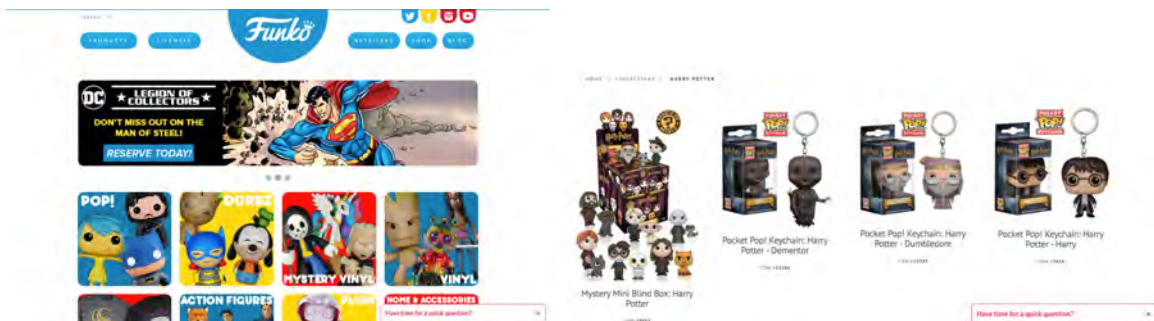 Funko
PRODUCTS
LICENSES
RETAILERS
SHOP
BLOG
DC
LEGION OF
COLLECTORS
DON'T MISS OUT ON THE
MAN OF STEEL!
RESERVE TODAY!
POP!
DORBZ
MYSTERY VINYL
VINYL
ACTION FIGURES
PLUSH
HOME & ACCESSORIES
Have time for a quick question?
HOME | COLLECTIONS | HARRY POTTER
Mystery Mini Blind Box: Harry
Potter
Pocket Pop! Keychain: Harry
Potter - Dementor
Pocket Pop! Keychain: Harry
Potter - Dumbledore
Pocket Pop! Keychain: Harry
Potter - Harry
Have time for a quick question?